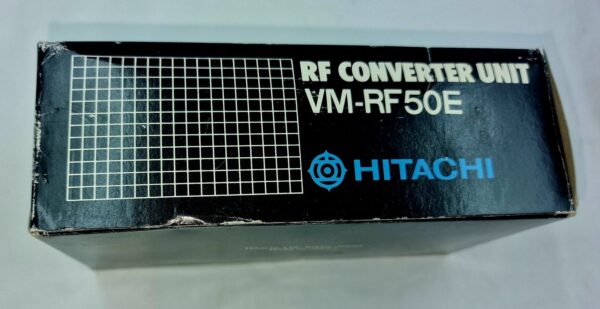 RF CONVERTER UNIT
VM-RF50E
HITACHI